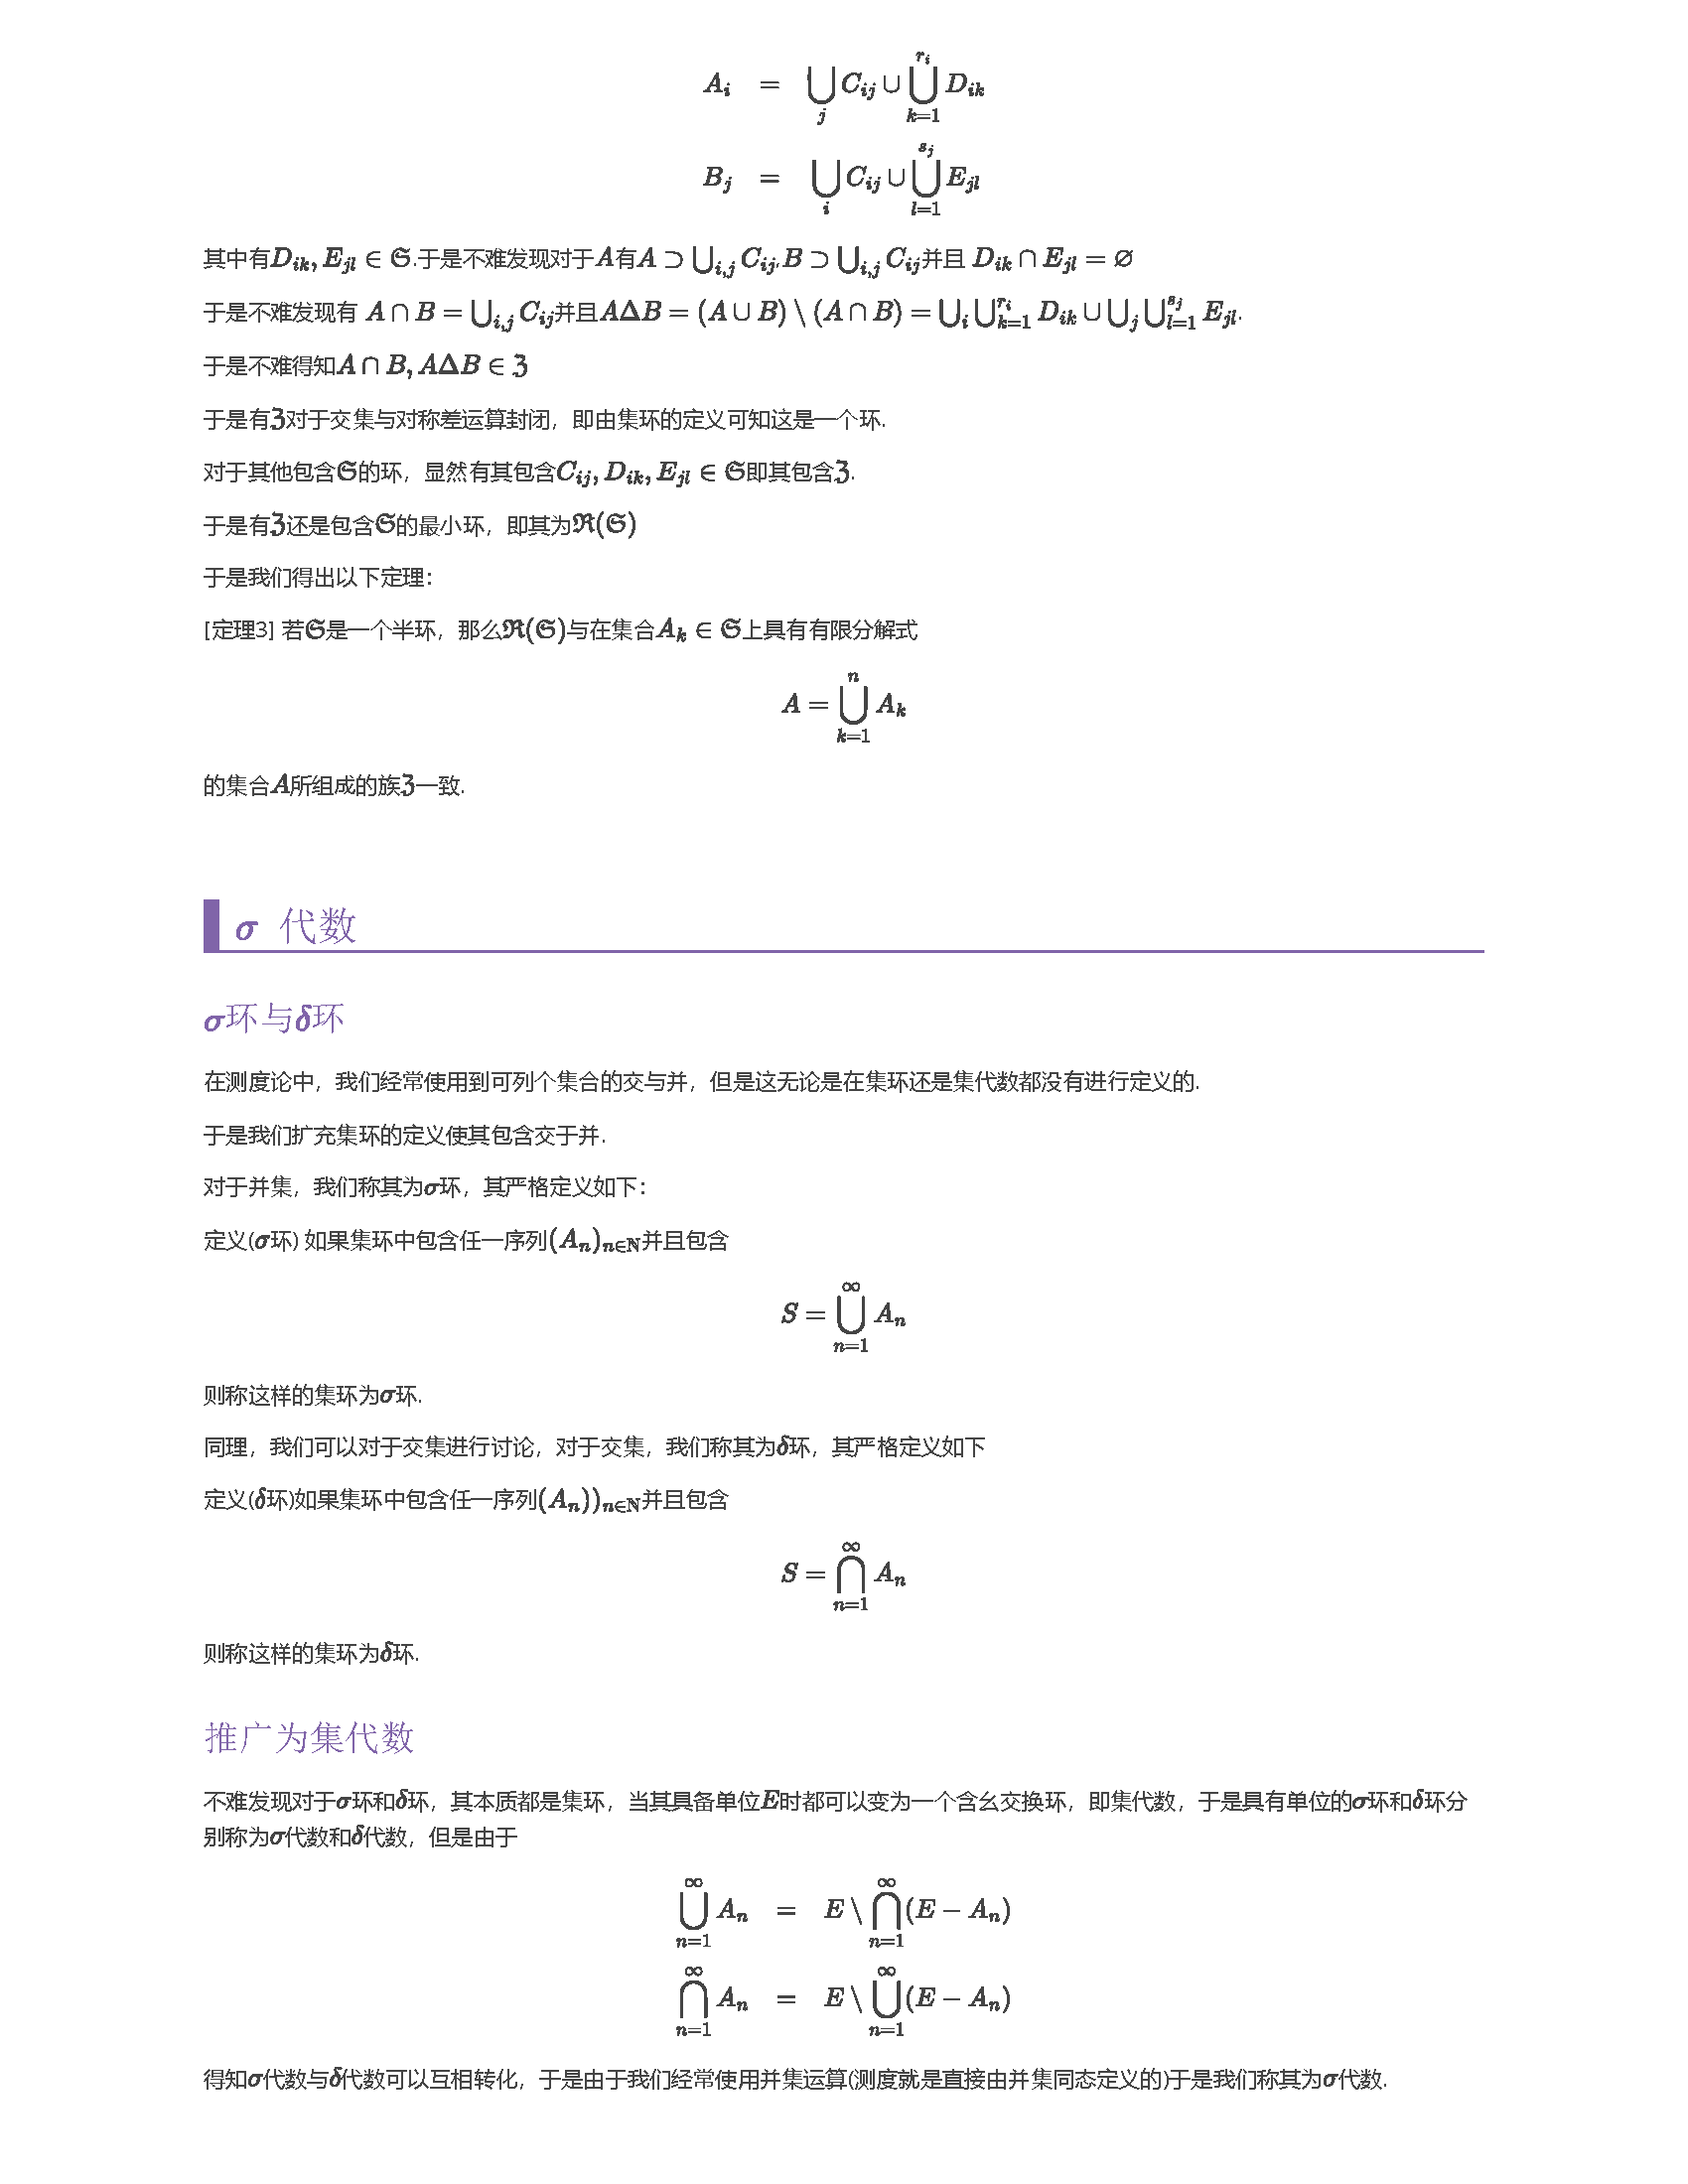 $$A_i = \bigcup_j C_{ij} \cup \bigcup_{k=1}^{r_i} D_{ik}$$
$$B_j = \bigcup_i C_{ij} \cup \bigcup_{l=1}^{s_j} E_{jl}$$
其中有$D_{ik}, E_{jl} \in \mathfrak{S}$.于是不难发现对于$A$有$A \supset \bigcup_{i,j} C_{ij}$,$B \supset \bigcup_{i,j} C_{ij}$并且 $D_{ik} \cap E_{jl} = \varnothing$
于是不难发现有 $A \cap B = \bigcup_{i,j} C_{ij}$并且$A \Delta B = (A \cup B) \setminus (A \cap B) = \bigcup_i \bigcup_{k=1}^{r_i} D_{ik} \cup \bigcup_j \bigcup_{l=1}^{s_j} E_{jl}$.
于是不难得知$A \cap B, A \Delta B \in \mathfrak{Z}$
于是有$\mathfrak{Z}$对于交集与对称差运算封闭，即由集环的定义可知这是一个环.
对于其他包含$\mathfrak{S}$的环，显然有其包含$C_{ij}, D_{ik}, E_{jl} \in \mathfrak{S}$即其包含$\mathfrak{Z}$.
于是有$\mathfrak{Z}$还是包含$\mathfrak{S}$的最小环，即其为$\mathfrak{R}(\mathfrak{S})$
于是我们得出以下定理：
[定理3] 若$\mathfrak{S}$是一个半环，那么$\mathfrak{R}(\mathfrak{S})$与在集合$A_k \in \mathfrak{S}$上具有有限分解式
$$A = \bigcup_{k=1}^{n} A_k$$
的集合$A$所组成的族$\mathfrak{Z}$一致.
$\sigma$ 代数
$\sigma$环与$\delta$环
在测度论中，我们经常使用到可列个集合的交与并，但是这无论是在集环还是集代数都没有进行定义的.
于是我们扩充集环的定义使其包含交于并.
对于并集，我们称其为$\sigma$环，其严格定义如下：
定义($\sigma$环) 如果集环中包含任一序列$(A_n)_{n \in \mathbb{N}}$并且包含
$$S = \bigcup_{n=1}^{\infty} A_n$$
则称这样的集环为$\sigma$环.
同理，我们可以对于交集进行讨论，对于交集，我们称其为$\delta$环，其严格定义如下
定义($\delta$环)如果集环中包含任一序列$(A_n))_{n \in \mathbb{N}}$并且包含
$$S = \bigcap_{n=1}^{\infty} A_n$$
则称这样的集环为$\delta$环.
推广为集代数
不难发现对于$\sigma$环和$\delta$环，其本质都是集环，当其具备单位$E$时都可以变为一个含幺交换环，即集代数，于是具有单位的$\sigma$环和$\delta$环分
别称为$\sigma$代数和$\delta$代数，但是由于
$$\bigcup_{n=1}^{\infty} A_n = E \setminus \bigcap_{n=1}^{\infty} (E - A_n)$$
$$\bigcap_{n=1}^{\infty} A_n = E \setminus \bigcup_{n=1}^{\infty} (E - A_n)$$
得知$\sigma$代数与$\delta$代数可以互相转化，于是由于我们经常使用并集运算(测度就是直接由并集同态定义的)于是我们称其为$\sigma$代数.